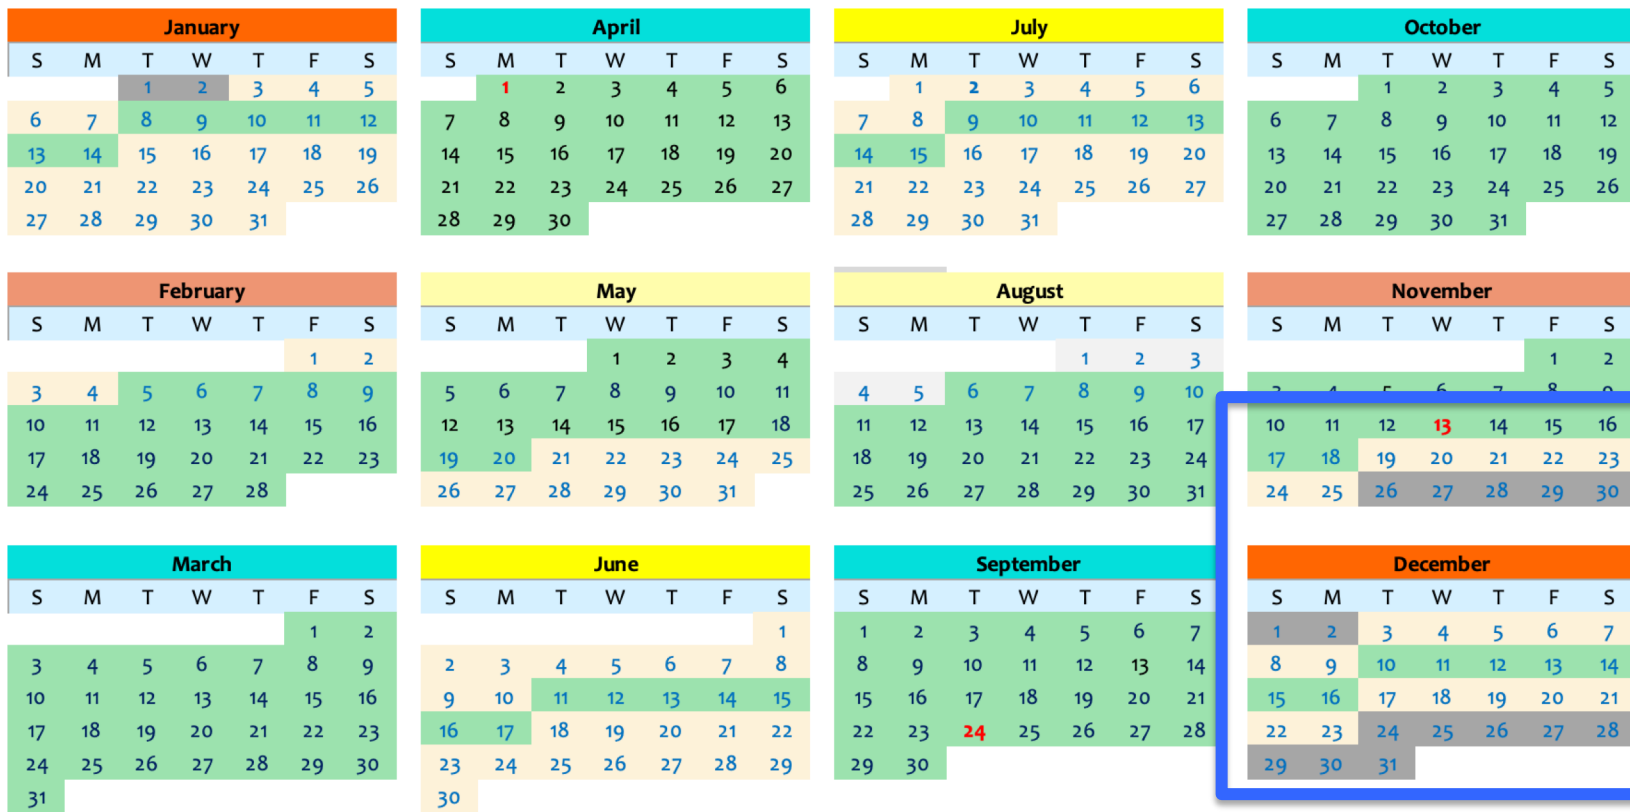 January
S M T W T F S
1 2 3 4 5
6 7 8 9 10 11 12
13 14 15 16 17 18 19
20 21 22 23 24 25 26
27 28 29 30 31
February
S M T W T F S
1 2
3 4 5 6 7 8 9
10 11 12 13 14 15 16
17 18 19 20 21 22 23
24 25 26 27 28
March
S M T W T F S
1 2
3 4 5 6 7 8 9
10 11 12 13 14 15 16
17 18 19 20 21 22 23
24 25 26 27 28 29 30
31
April
S M T W T F S
1 2 3 4 5 6
7 8 9 10 11 12 13
14 15 16 17 18 19 20
21 22 23 24 25 26 27
28 29 30
May
S M T W T F S
1 2 3 4
5 6 7 8 9 10 11
12 13 14 15 16 17 18
19 20 21 22 23 24 25
26 27 28 29 30 31
June
S M T W T F S
1
2 3 4 5 6 7 8
9 10 11 12 13 14 15
16 17 18 19 20 21 22
23 24 25 26 27 28 29
30
July
S M T W T F S
1 2 3 4 5 6
7 8 9 10 11 12 13
14 15 16 17 18 19 20
21 22 23 24 25 26 27
28 29 30 31
August
S M T W T F S
1 2 3
4 5 6 7 8 9 10
11 12 13 14 15 16 17
18 19 20 21 22 23 24
25 26 27 28 29 30 31
September
S M T W T F S
1 2 3 4 5 6 7
8 9 10 11 12 13 14
15 16 17 18 19 20 21
22 23 24 25 26 27 28
29 30
October
S M T W T F S
1 2 3 4 5
6 7 8 9 10 11 12
13 14 15 16 17 18 19
20 21 22 23 24 25 26
27 28 29 30 31
November
S M T W T F S
1 2
10 11 12 13 14 15 16
17 18 19 20 21 22 23
24 25 26 27 28 29 30
December
S M T W T F S
1 2 3 4 5 6 7
8 9 10 11 12 13 14
15 16 17 18 19 20 21
22 23 24 25 26 27 28
29 30 31